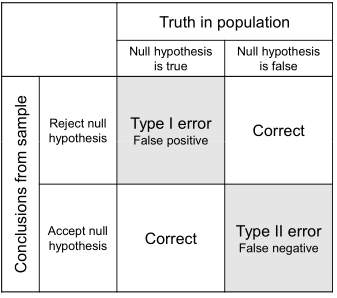 Truth in population
Null hypothesis
is true
Null hypothesis
is false
Conclusions from sample
Reject null
hypothesis
Type I error
False positive
Correct
Accept null
hypothesis
Correct
Type II error
False negative